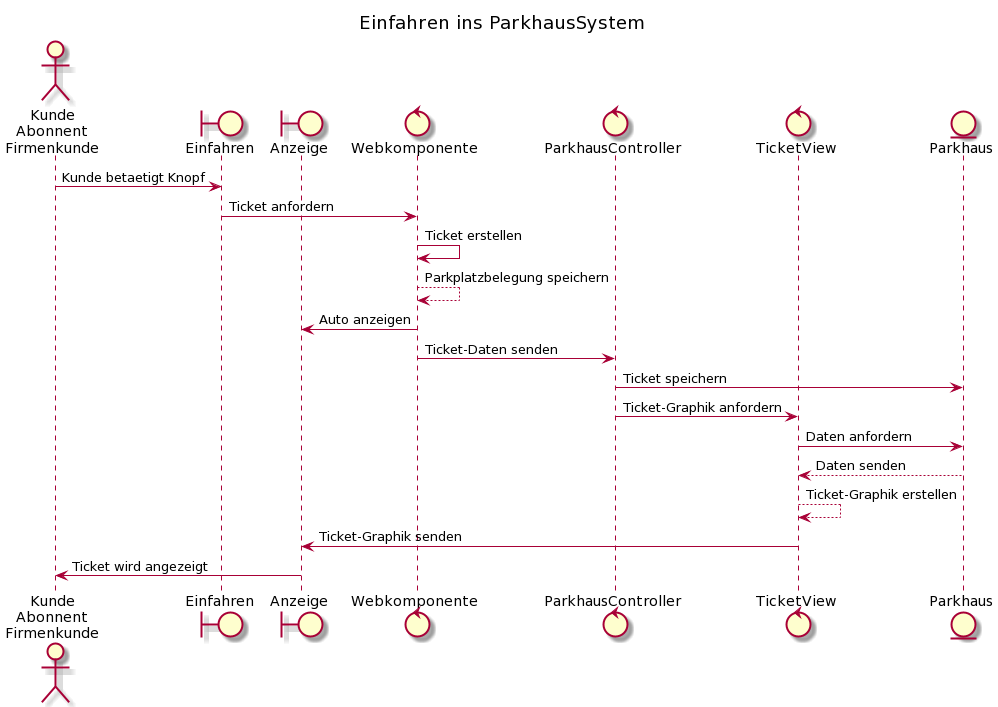 Einfahren ins ParkhausSystem
Kunde
Abonnent
Firmenkunde
Einfahren
Anzeige
Webkomponente
ParkhausController
TicketView
Parkhaus
Kunde betaetigt Knopf
Ticket anfordern
Ticket erstellen
Parkplatzbelegung speichern
Auto anzeigen
Ticket-Daten senden
Ticket speichern
Ticket-Graphik anfordern
Daten anfordern
Daten senden
Ticket-Graphik erstellen
Ticket-Graphik senden
Ticket wird angezeigt
Kunde
Abonnent
Firmenkunde
Einfahren
Anzeige
Webkomponente
ParkhausController
TicketView
Parkhaus